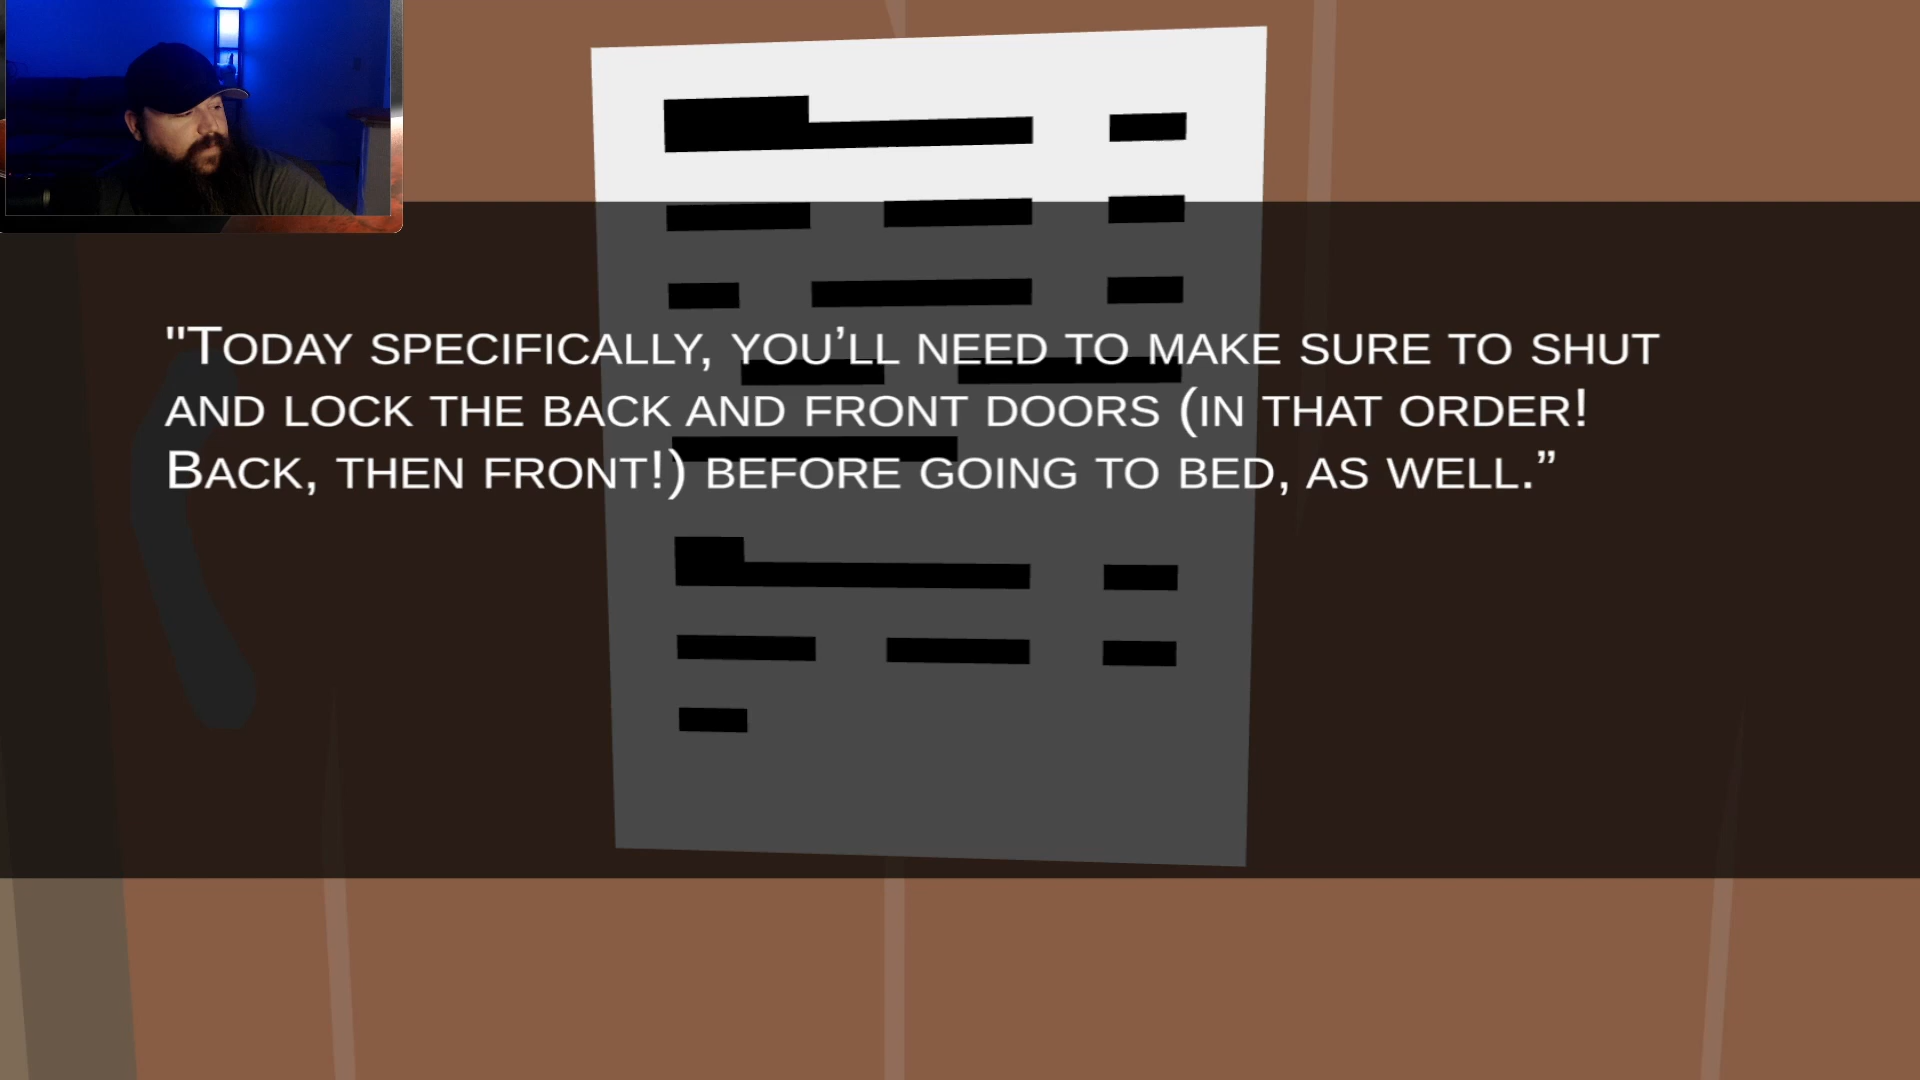 "Today specifically, you’ll need to make sure to shut
and lock the back and front doors (in that order!
Back, then front!) before going to bed, as well.”